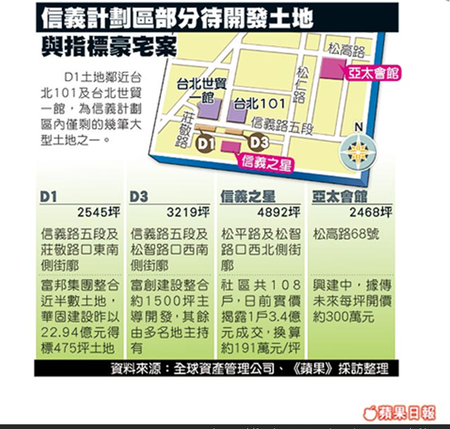 信義計劃區部分待開發土地
與指標豪宅案
D1土地鄰近台
北101及台北世貿
一館,為信義計劃
區內僅剩的幾筆大
型土地之一。
松高路
亞太會館
松仁路
台北世貿一館
台北101
信義路五段
莊敬路
D1
D3
信義之星
N
D1
2545坪
信義路五段及
莊敬路口東南
側街廓
富邦集團整合
近半數土地,
華固建設昨以
22.94億元得
標475坪土地
D3
3219坪
信義路五段及
松智路口西南
側街廓
富創建設整合
約1500坪主
導開發,其餘
由多名地主持
有
信義之星
4892坪
松平路及松智
路口西北側街
廓
社區共108
戶,日前實價
揭露1戶3.4億
元成交,換算
約191萬元/坪
亞太會館
2468坪
松高路68號
興建中,據傳
未來每坪開價
約300萬元
資料來源:全球資產管理公司、《蘋果》採訪整理
蘋果日報